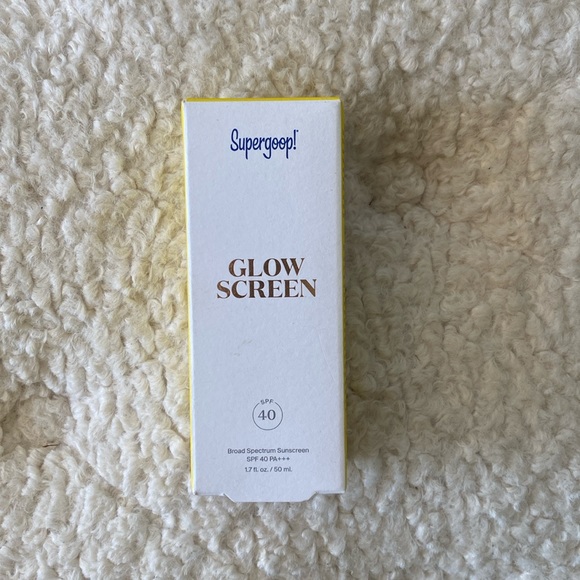 Supergoop!
GLOW
SCREEN
SPF
40
Broad Spectrum Sunscreen
SPF 40 PA+++
1.7 fl. oz. / 50 ml.